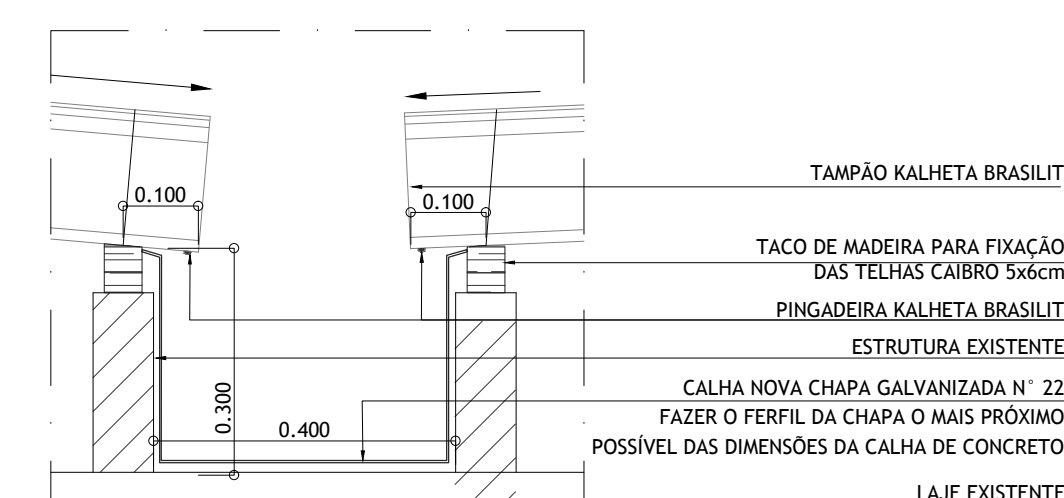 TAMPÃO KALHETA BRASILIT
0.100
0.100
TACO DE MADEIRA PARA FIXAÇÃO
DAS TELHAS CAIBRO 5x6cm
PINGADEIRA KALHETA BRASILIT
ESTRUTURA EXISTENTE
CALHA NOVA CHAPA GALVANIZADA N° 22
0.300
FAZER O FERFIL DA CHAPA O MAIS PRÓXIMO
0.400
POSSÍVEL DAS DIMENSÕES DA CALHA DE CONCRETO
LAJE EXISTENTE